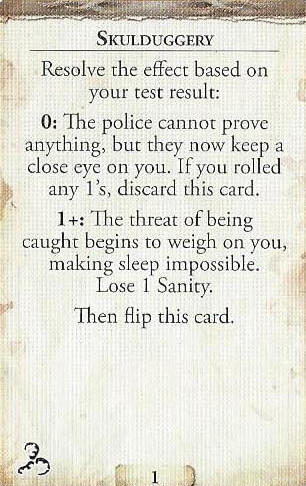 SKULDUGGERY
Resolve the effect based on
your test result:
0: The police cannot prove
anything, but they now keep a
close eye on you. If you rolled
any 1's, discard this card.
1+: The threat of being
caught begins to weigh on you,
making sleep impossible.
Lose 1 Sanity.
Then flip this card.
1